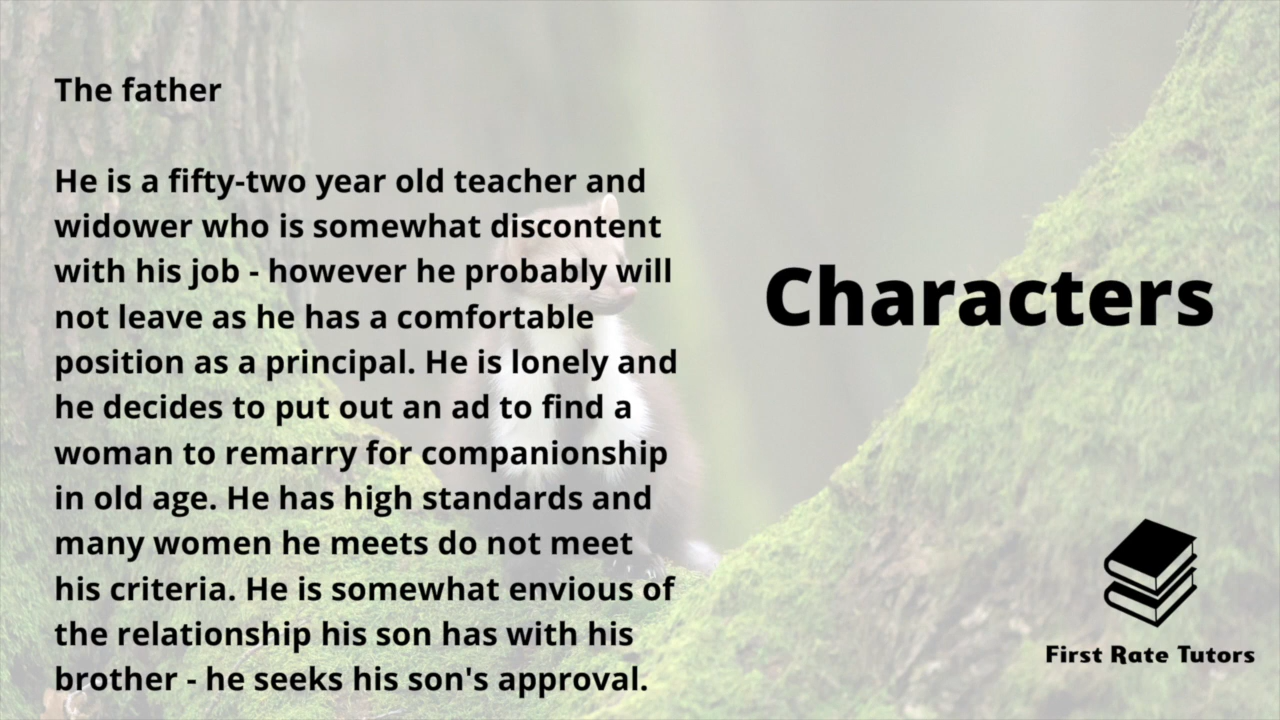 The father
He is a fifty-two year old teacher and
widower who is somewhat discontent
with his job - however he probably will
not leave as he has a comfortable
position as a principal. He is lonely and
he decides to put out an ad to find a
woman to remarry for companionship
in old age. He has high standards and
many women he meets do not meet
his criteria. He is somewhat envious of
the relationship his son has with his
brother - he seeks his son's approval.
Characters
First Rate Tutors